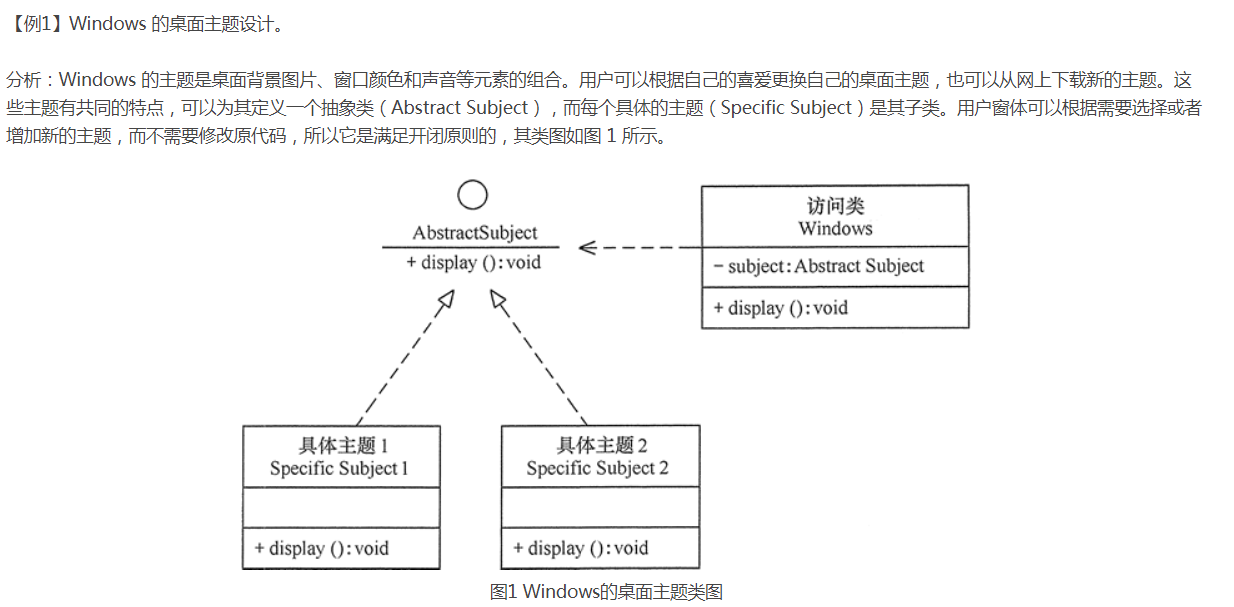 【例1】Windows 的桌面主题设计。
分析：Windows 的主题是桌面背景图片、窗口颜色和声音等元素的组合。用户可以根据自己的喜爱更换自己的桌面主题，也可以从网上下载新的主题。这
些主题有共同的特点，可以为其定义一个抽象类（Abstract Subject），而每个具体的主题（Specific Subject）是其子类。用户窗体可以根据需要选择或者
增加新的主题，而不需要修改原代码，所以它是满足开闭原则的，其类图如图 1 所示。
AbstractSubject
+ display ():void
访问类
Windows
- subject:Abstract Subject
+ display ():void
具体主题 1
Specific Subject 1
+ display ():void
具体主题 2
Specific Subject 2
+ display ():void
图1 Windows的桌面主题类图